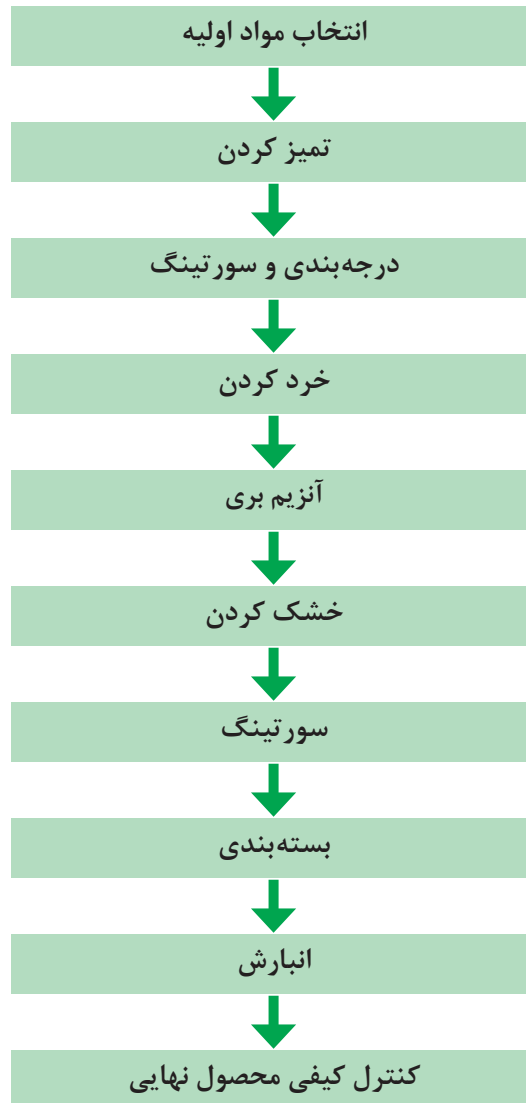 انتخاب مواد اولیه
تمیز کردن
درجه‌بندی و سورتینگ
خرد کردن
آنزیم بری
خشک کردن
سورتینگ
بسته‌بندی
انبارش
کنترل کیفی محصول نهایی